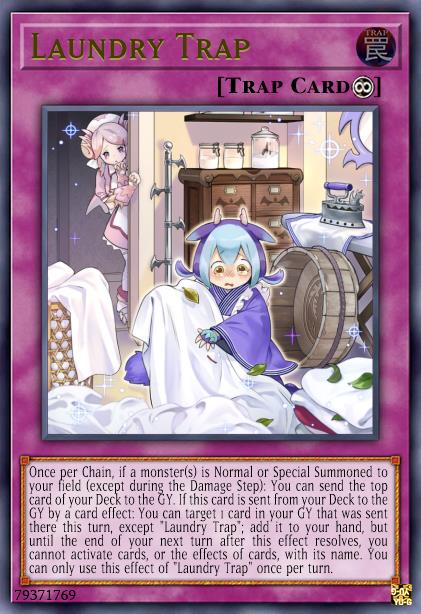 Laundry Trap
TRAP
罠
[Trap Card]
Once per Chain, if a monster(s) is Normal or Special Summoned to
your field (except during the Damage Step): You can send the top
card of your Deck to the GY. If this card is sent from your Deck to the
GY by a card effect: You can target 1 card in your GY that was sent
there this turn, except "Laundry Trap"; add it to your hand, but
until the end of your next turn after this effect resolves, you
cannot activate cards, or the effects of cards, with its name. You
can only use this effect of "Laundry Trap" once per turn.
79371769